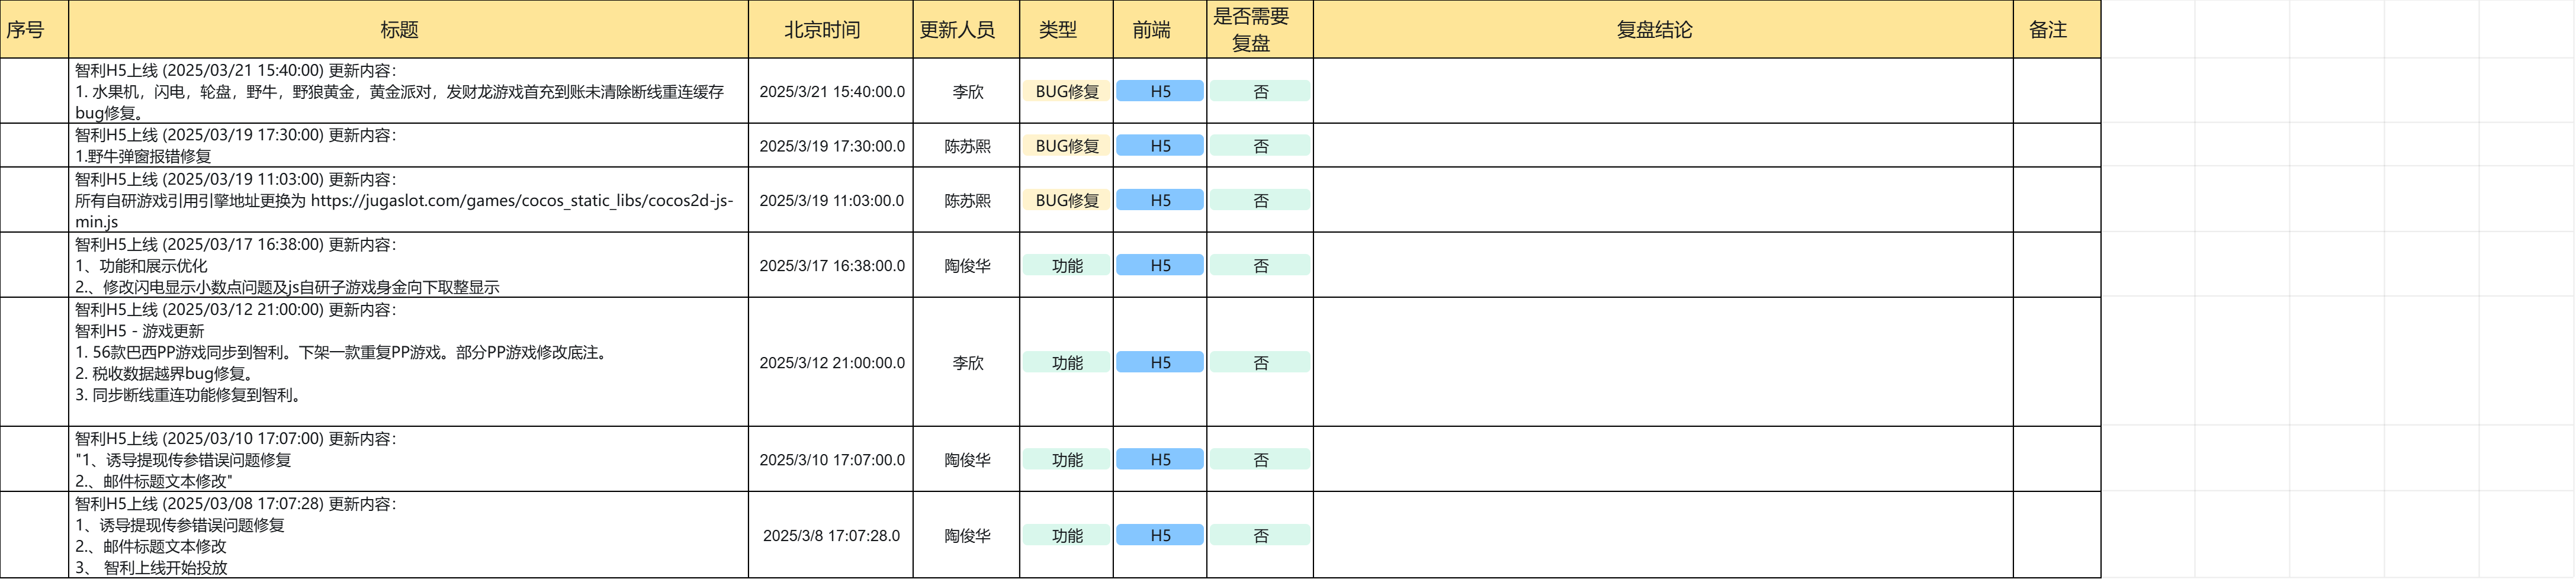 序号 标题 北京时间 更新人员 类型 前端 是否需要 复盘结论 备注
复盘
智利H5上线 (2025/03/21 15:40:00) 更新内容：
1. 水果机，闪电，轮盘，野牛，野狼黄金，黄金派对，发财龙游戏首充到账未清除断线重连缓存
bug修复。
2025/3/21 15:40:00.0 李欣 BUG修复 H5 否
智利H5上线 (2025/03/19 17:30:00) 更新内容：
1.野牛弹窗报错修复
2025/3/19 17:30:00.0 陈苏熙 BUG修复 H5 否
智利H5上线 (2025/03/19 11:03:00) 更新内容：
所有自研游戏引用引擎地址更换为 https://jugaslot.com/games/cocos_static_libs/cocos2d-js-
min.js
2025/3/19 11:03:00.0 陈苏熙 BUG修复 H5 否
智利H5上线 (2025/03/17 16:38:00) 更新内容：
1、功能和展示优化
2.、修改闪电显示小数点问题及js自研子游戏身金向下取整显示
2025/3/17 16:38:00.0 陶俊华 功能 H5 否
智利H5上线 (2025/03/12 21:00:00) 更新内容：
智利H5 - 游戏更新
1. 56款巴西PP游戏同步到智利。下架一款重复PP游戏。部分PP游戏修改底注。
2. 税收数据越界bug修复。
3. 同步断线重连功能修复到智利。
2025/3/12 21:00:00.0 李欣 功能 H5 否
智利H5上线 (2025/03/10 17:07:00) 更新内容：
"1、诱导提现传参错误问题修复
2.、邮件标题文本修改"
2025/3/10 17:07:00.0 陶俊华 功能 H5 否
智利H5上线 (2025/03/08 17:07:28) 更新内容：
1、诱导提现传参错误问题修复
2.、邮件标题文本修改
3、 智利上线开始投放
2025/3/8 17:07:28.0 陶俊华 功能 H5 否